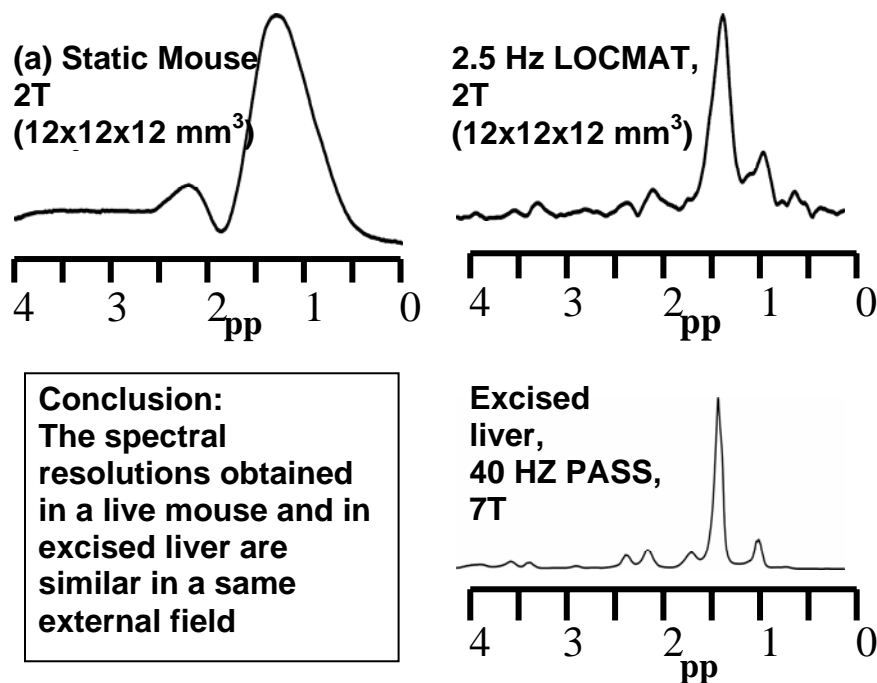 (a) Static Mouse
2T
(12x12x12 mm³)
2.5 Hz LOCMAT,
2T
(12x12x12 mm³)
4 3 2 1 0
pp
4 3 2 1 0
pp
Conclusion:
The spectral
resolutions obtained
in a live mouse and in
excised liver are
similar in a same
external field
Excised
liver,
40 HZ PASS,
7T
4 3 2 1 0
pp